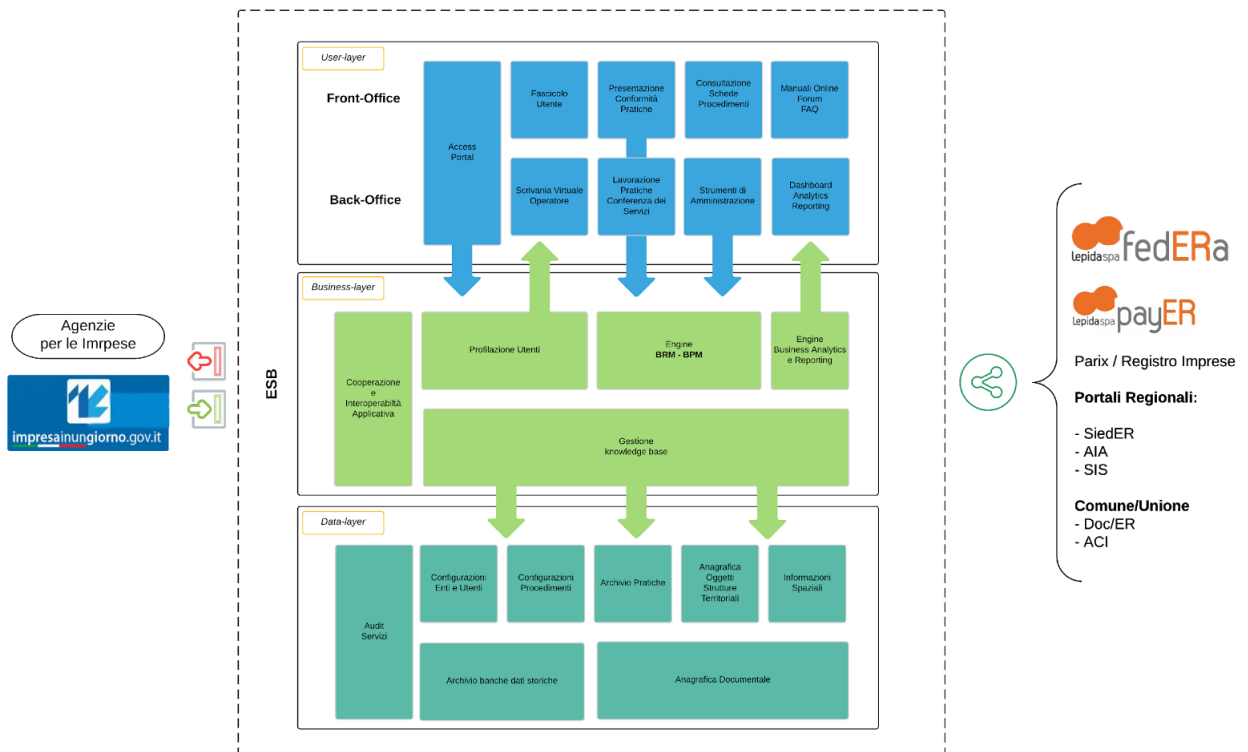 User-layer
Front-Office
Access
Portal
Fascicolo
Utente
Presentazione
Conformità
Pratiche
Consultazione
Schede
Procedimenti
Manuali Online
Forum
FAQ
Back-Office
Scrivania Virtuale
Operatore
Lavorazione
Pratiche
Conferenza dei
Servizi
Strumenti di
Amministrazione
Dashboard
Analytics
Reporting
Agenzie
per le Imrpese
impresainungiorno.gov.it
ESB
Business-layer
Cooperazione
e
Interoperabiltà
Applicativa
Profilazione Utenti
Engine
BRM - BPM
Engine
Business Analytics
e Reporting
Gestione
knowledge base
Data-layer
Audit
Servizi
Configurazioni
Enti e Utenti
Configurazioni
Procedimenti
Archivio Pratiche
Anagrafica
Oggetti
Strutture
Territoriali
Informazioni
Spaziali
Archivio banche dati storiche
Anagrafica Documentale
lepidaspa fedERa
lepidaspa payER
Parix / Registro Imprese
Portali Regionali:
- SiedER
- AIA
- SIS
Comune/Unione
- Doc/ER
- ACI